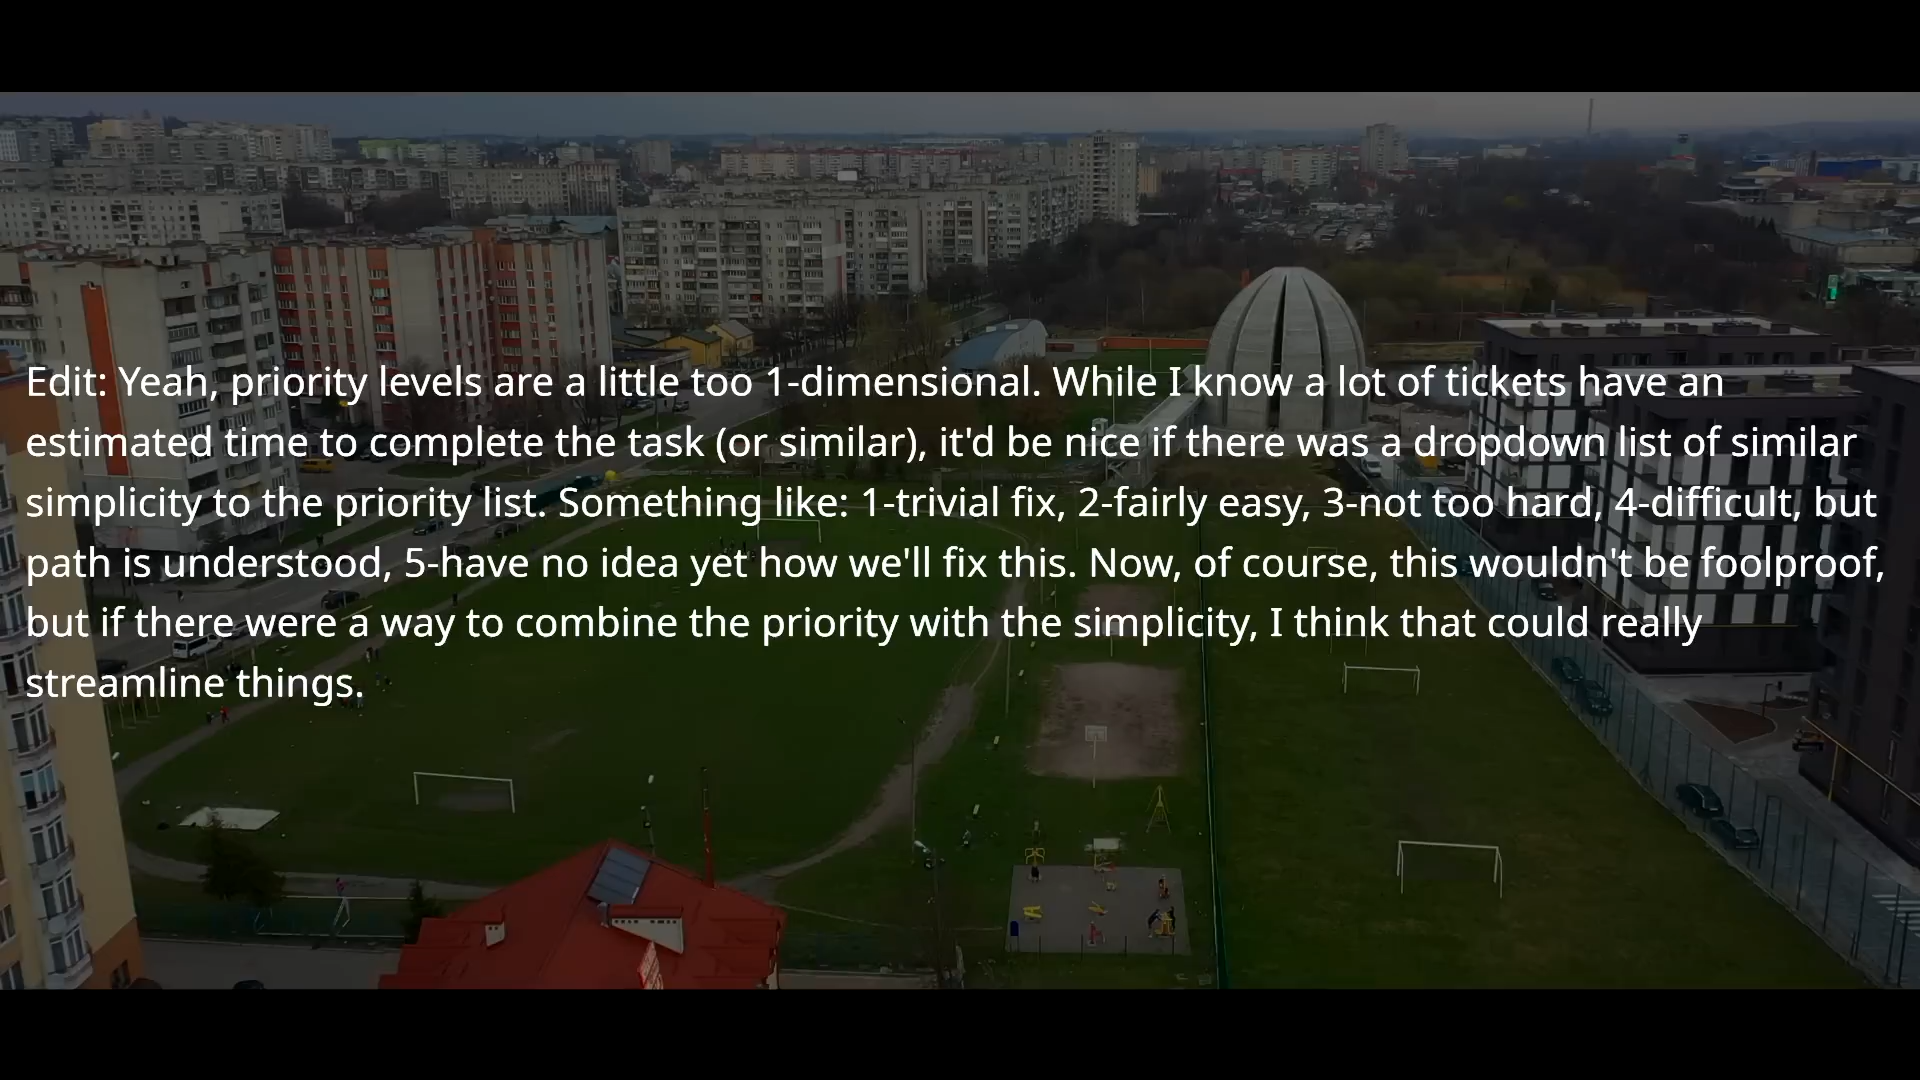 Edit: Yeah, priority levels are a little too 1-dimensional. While I know a lot of tickets have an
estimated time to complete the task (or similar), it'd be nice if there was a dropdown list of similar
simplicity to the priority list. Something like: 1-trivial fix, 2-fairly easy, 3-not too hard, 4-difficult, but
path is understood, 5-have no idea yet how we'll fix this. Now, of course, this wouldn't be foolproof,
but if there were a way to combine the priority with the simplicity, I think that could really
streamline things.